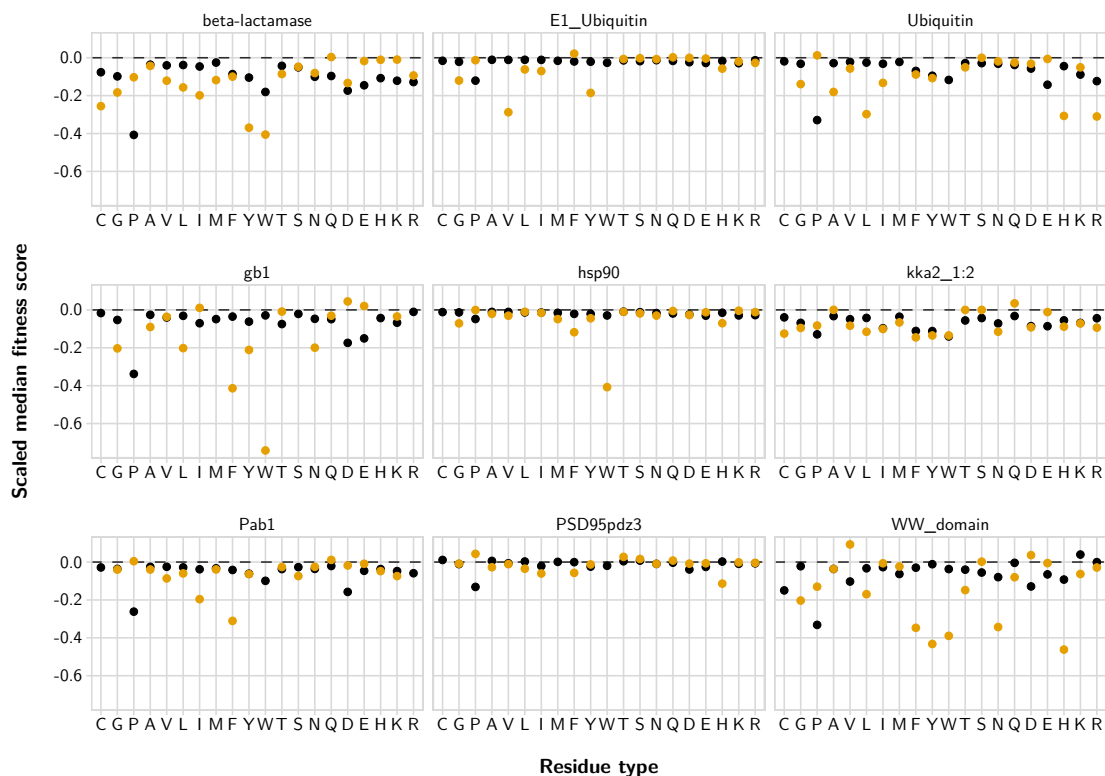 beta-lactamase E1_Ubiquitin Ubiquitin
0.0
-0.2
-0.4
-0.6
C G P A V L I M F Y W T S N Q D E H K R C G P A V L I M F Y W T S N Q D E H K R C G P A V L I M F Y W T S N Q D E H K R
gb1 hsp90 kka2_1:2
0.0
-0.2
-0.4
-0.6
C G P A V L I M F Y W T S N Q D E H K R C G P A V L I M F Y W T S N Q D E H K R C G P A V L I M F Y W T S N Q D E H K R
Pab1 PSD95pdz3 WW_domain
0.0
-0.2
-0.4
-0.6
C G P A V L I M F Y W T S N Q D E H K R C G P A V L I M F Y W T S N Q D E H K R C G P A V L I M F Y W T S N Q D E H K R
Scaled median fitness score
Residue type